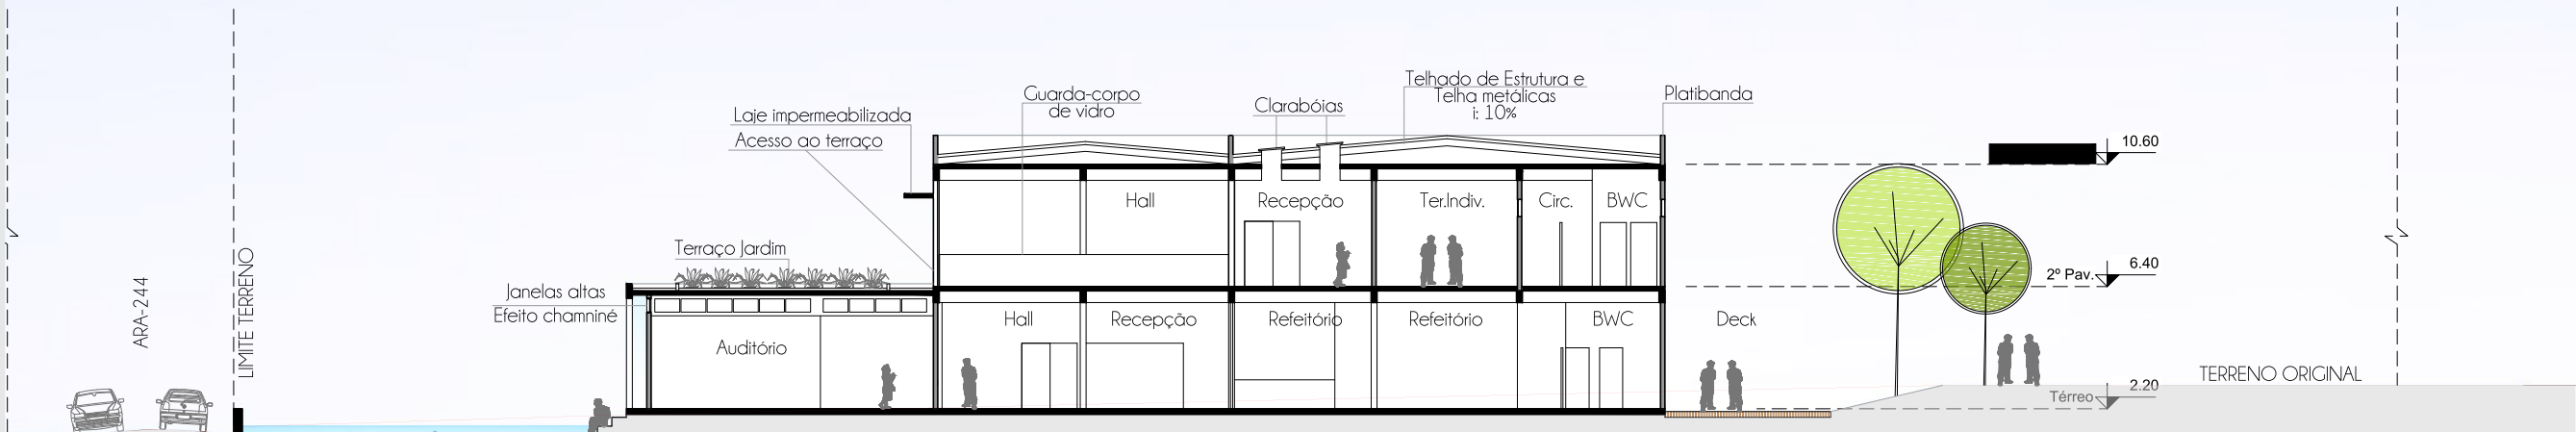 Telhado de Estrutura e
Telha metálicas
i: 10%
Guarda-corpo
de vidro
Clarabóias
Platibanda
Laje impermeabilizada
Acesso ao terraço
10.60
Hall
Recepção
Ter.Indiv.
Circ.
BWC
Terraço Jardim
6.40
2º Pav.
Janelas altas
Efeito chamniné
ARA-244
LIMITE TERRENO
Auditório
Hall
Recepção
Refeitório
Refeitório
BWC
Deck
TERRENO ORIGINAL
2.20
Térreo